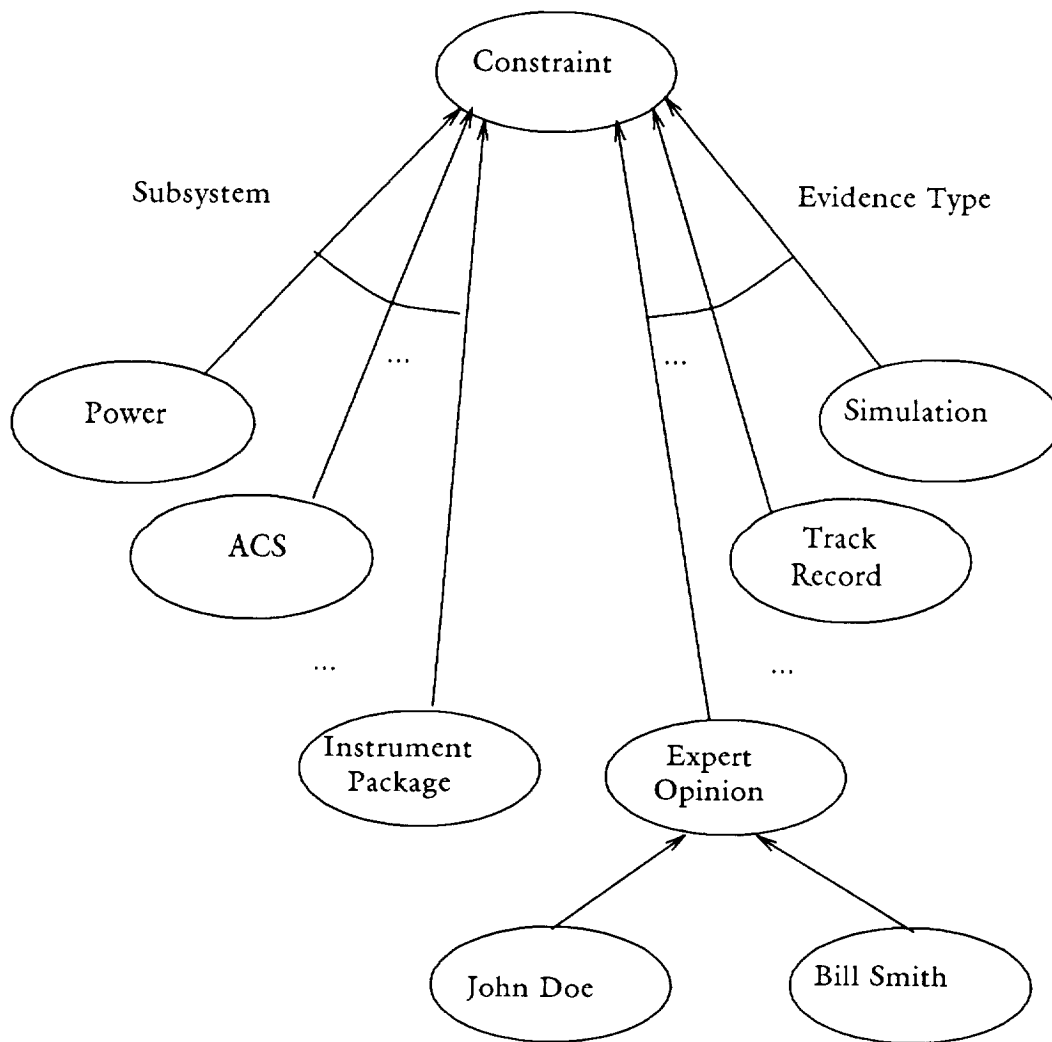 Constraint
Subsystem
Evidence Type
...
...
Power
Simulation
ACS
Track
Record
...
...
Instrument
Package
Expert
Opinion
John Doe
Bill Smith